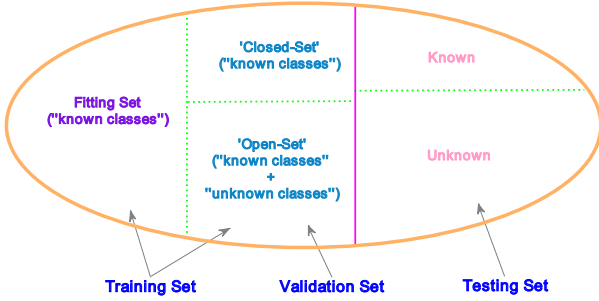 Fitting Set
("known classes")
'Closed-Set'
("known classes")
'Open-Set'
("known classes"
+
"unknown classes")
Known
Unknown
Training Set
Validation Set
Testing Set